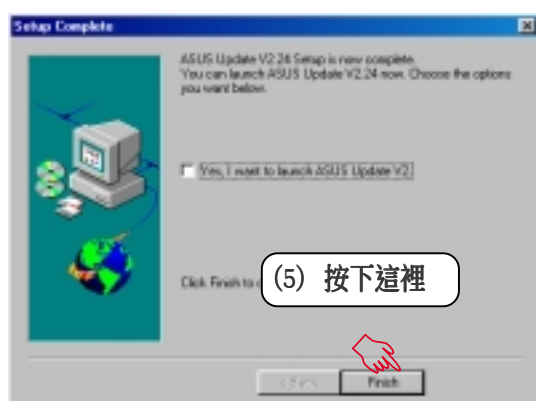 Setup Complete
ASUS Update V2.24 Setup is now complete.
You can launch ASUS Update V2.24 now. Choose the options
you want below.
Yes, I want to launch ASUS Update V2.
Click Finish to
(5) 按下這裡
< Back
Finish